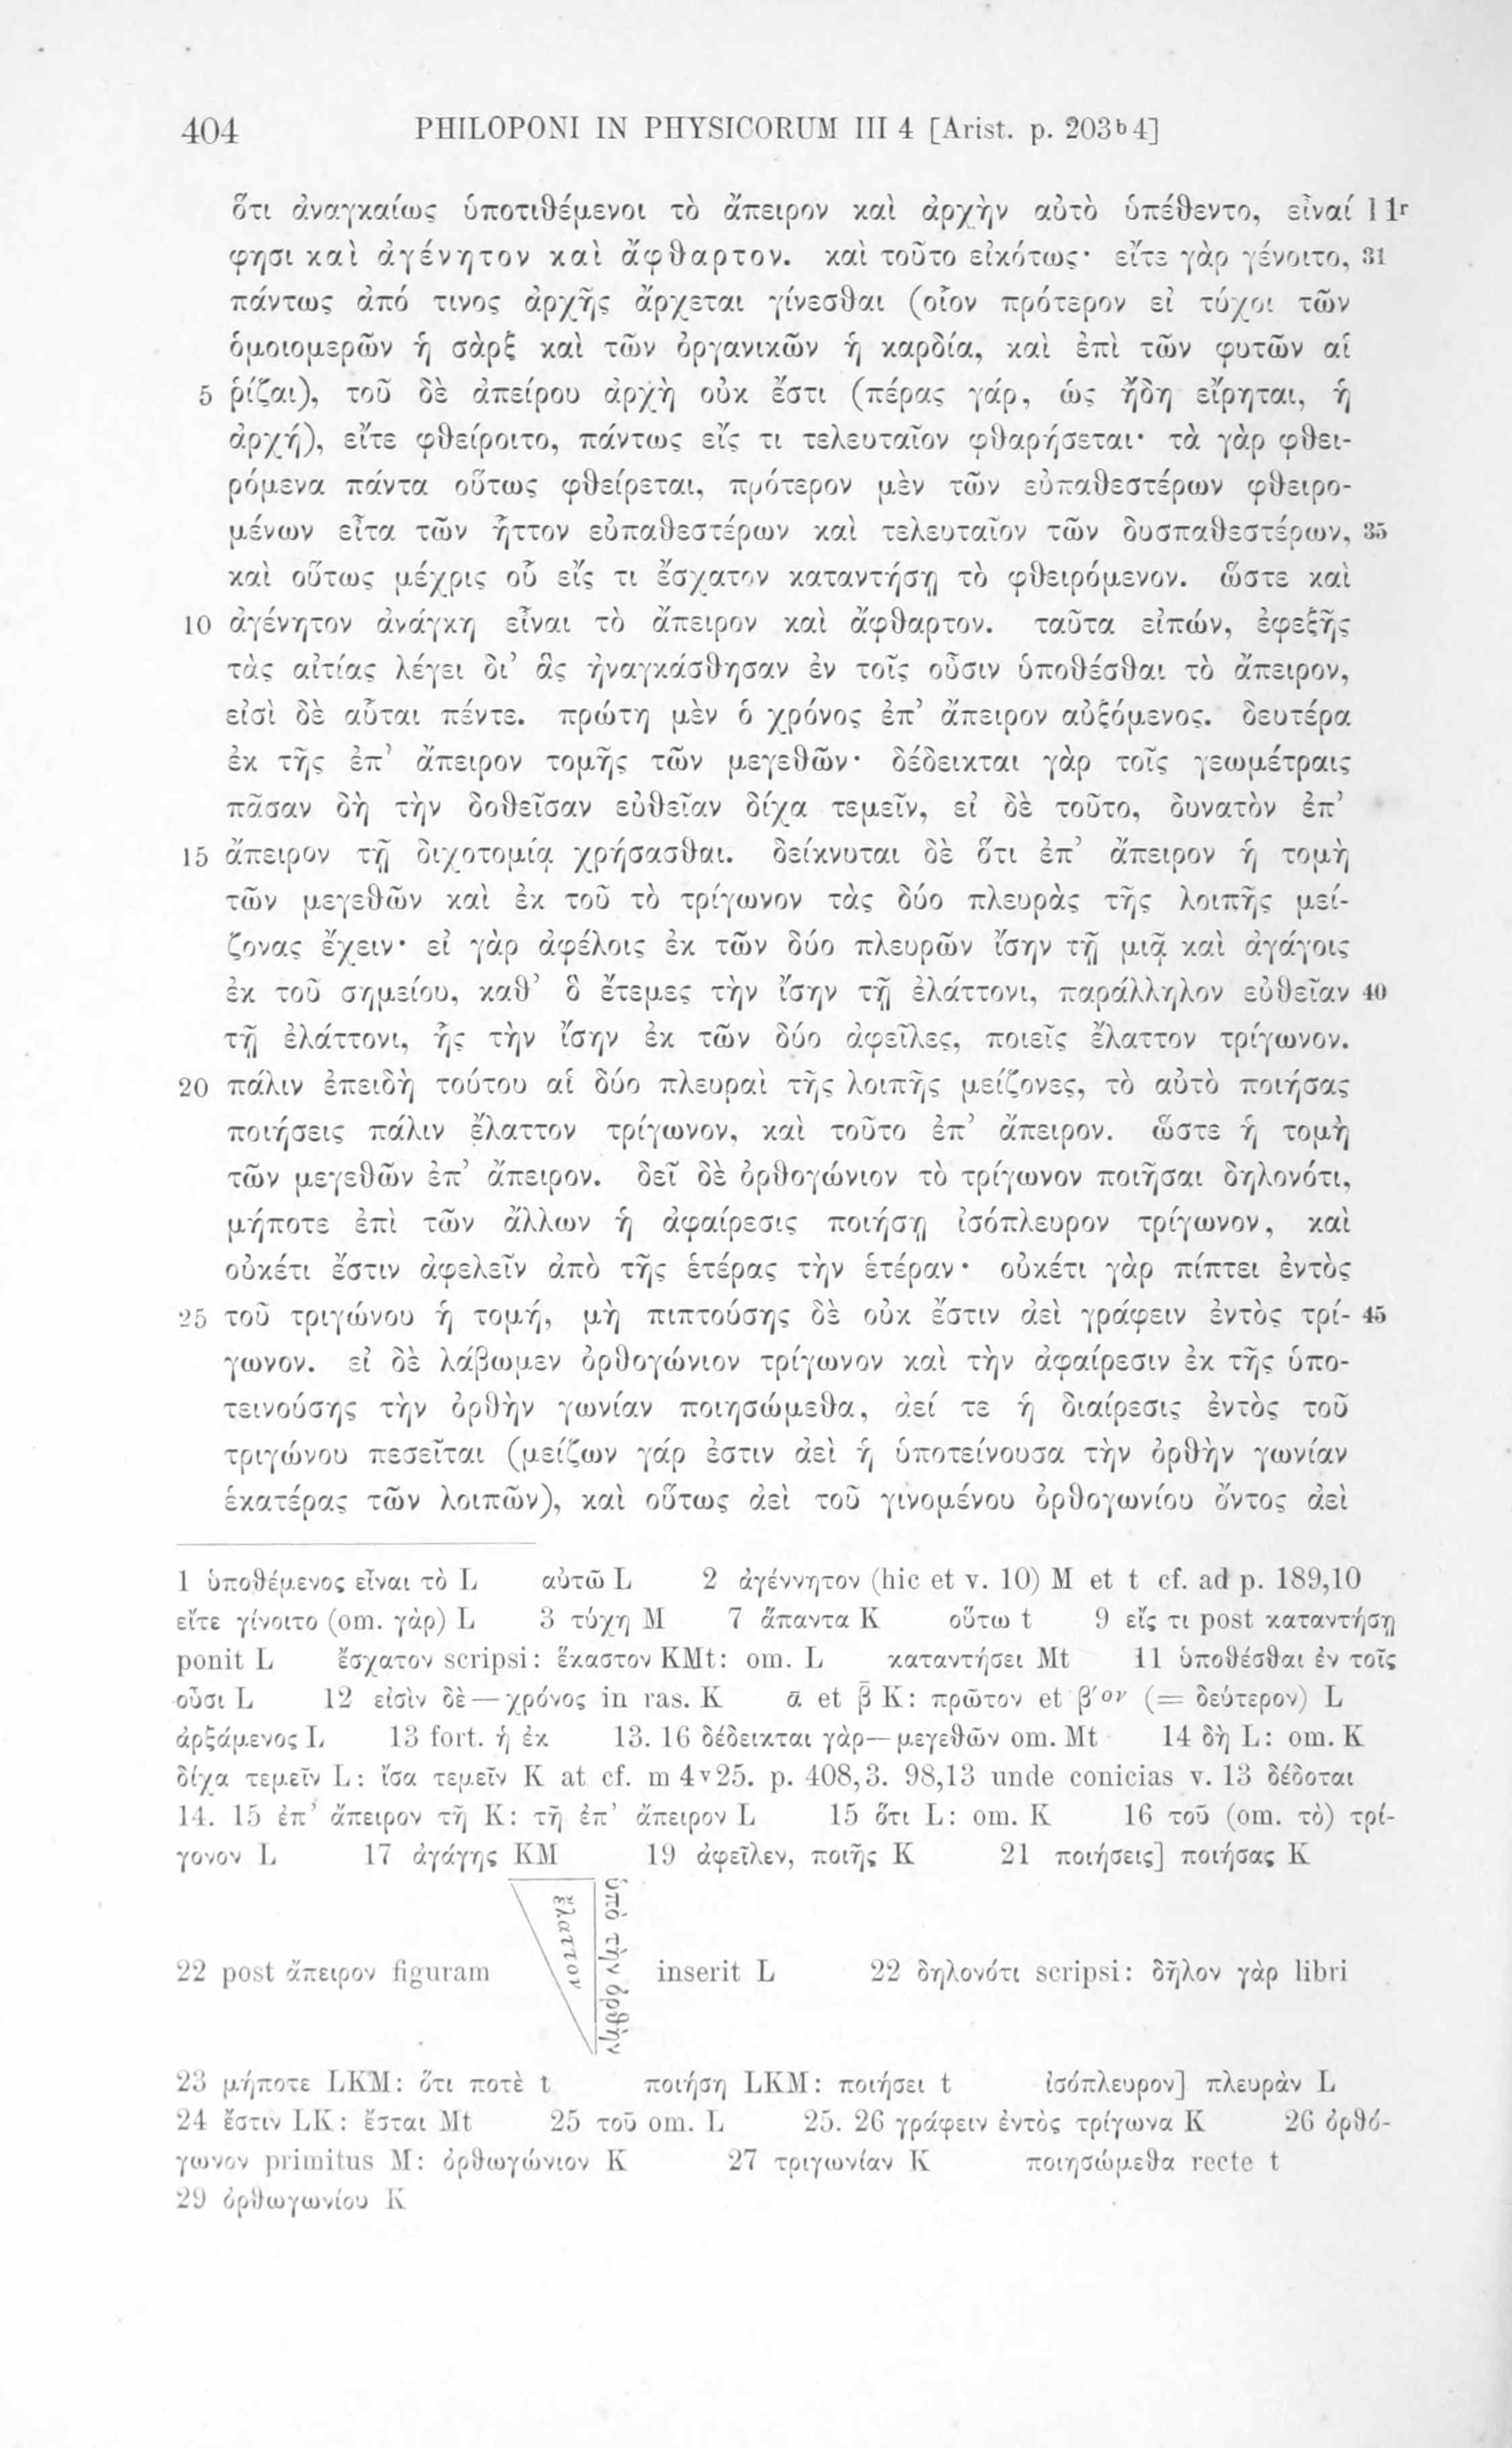 404 PHILOPONI IN PHYSICORUM III 4 [Arist. p. 203b4]
ὅτι ἀναγκαίως ὑποτιθέμενοι τὸ ἄπειρον καὶ ἀρχὴν αὐτὸ ὑπέθεντο, εἶναί 11r
φησι καὶ ἀγένητον καὶ ἄφθαρτον. καὶ τοῦτο εἰκότως· εἴτε γὰρ γένοιτο, 31
πάντως ἀπό τινος ἀρχῆς ἄρχεται γίνεσθαι (οἷον πρότερον εἰ τύχοι τῶν
ὁμοιομερῶν ἡ σὰρξ καὶ τῶν ὀργανικῶν ἡ καρδία, καὶ ἐπὶ τῶν φυτῶν αἱ
5 ῥίζαι), τοῦ δὲ ἀπείρου ἀρχὴ οὐκ ἔστι (πέρας γάρ, ὡς ἤδη εἴρηται, ἡ
ἀρχή), εἴτε φθείροιτο, πάντως εἴς τι τελευταῖον φθαρήσεται· τὰ γὰρ φθει-
ρόμενα πάντα οὕτως φθείρεται, πρότερον μὲν τῶν εὐπαθεστέρων φθειρο-
μένων εἶτα τῶν ἧττον εὐπαθεστέρων καὶ τελευταῖον τῶν δυσπαθεστέρων, 35
καὶ οὕτως μέχρις οὗ εἴς τι ἔσχατον καταντήσῃ τὸ φθειρόμενον. ὥστε καὶ
10 ἀγένητον ἀνάγκη εἶναι τὸ ἄπειρον καὶ ἄφθαρτον. ταῦτα εἰπών, ἐφεξῆς
τὰς αἰτίας λέγει δι' ἃς ἠναγκάσθησαν ἐν τοῖς οὖσιν ὑποθέσθαι τὸ ἄπειρον,
εἰσὶ δὲ αὗται πέντε. πρώτη μὲν ὁ χρόνος ἐπ' ἄπειρον αὐξόμενος. δευτέρα
ἐκ τῆς ἐπ' ἄπειρον τομῆς τῶν μεγεθῶν· δέδεικται γὰρ τοῖς γεωμέτραις
πᾶσαν δὴ τὴν δοθεῖσαν εὐθεῖαν δίχα τεμεῖν, εἰ δὲ τοῦτο, δυνατὸν ἐπ'
15 ἄπειρον τῇ διχοτομίᾳ χρήσασθαι. δείκνυται δὲ ὅτι ἐπ' ἄπειρον ἡ τομὴ
τῶν μεγεθῶν καὶ ἐκ τοῦ τὸ τρίγωνον τὰς δύο πλευρὰς τῆς λοιπῆς μεί-
ζονας ἔχειν· εἰ γὰρ ἀφέλοις ἐκ τῶν δύο πλευρῶν ἴσην τῇ μιᾷ καὶ ἀγάγοις
ἐκ τοῦ σημείου, καθ' ὃ ἔτεμες τὴν ἴσην τῇ ἐλάττονι, παράλληλον εὐθεῖαν 40
τῇ ἐλάττονι, ἧς τὴν ἴσην ἐκ τῶν δύο ἀφεῖλες, ποιεῖς ἔλαττον τρίγωνον.
20 πάλιν ἐπειδὴ τούτου αἱ δύο πλευραὶ τῆς λοιπῆς μείζονες, τὸ αὐτὸ ποιήσας
ποιήσεις πάλιν ἔλαττον τρίγωνον, καὶ τοῦτο ἐπ' ἄπειρον. ὥστε ἡ τομὴ
τῶν μεγεθῶν ἐπ' ἄπειρον. δεῖ δὲ ὀρθογώνιον τὸ τρίγωνον ποιῆσαι δηλονότι,
μήποτε ἐπὶ τῶν ἄλλων ἡ ἀφαίρεσις ποιήσῃ ἰσόπλευρον τρίγωνον, καὶ
οὐκέτι ἔστιν ἀφελεῖν ἀπὸ τῆς ἑτέρας τὴν ἑτέραν· οὐκέτι γὰρ πίπτει ἐντὸς
25 τοῦ τριγώνου ἡ τομή, μὴ πιπτούσης δὲ οὐκ ἔστιν ἀεὶ γράφειν ἐντὸς τρί- 45
γωνον. εἰ δὲ λάβωμεν ὀρθογώνιον τρίγωνον καὶ τὴν ἀφαίρεσιν ἐκ τῆς ὑπο-
τεινούσης τὴν ὀρθὴν γωνίαν ποιησώμεθα, ἀεί τε ἡ διαίρεσις ἐντὸς τοῦ
τριγώνου πεσεῖται (μείζων γάρ ἐστιν ἀεὶ ἡ ὑποτείνουσα τὴν ὀρθὴν γωνίαν
ἑκατέρας τῶν λοιπῶν), καὶ οὕτως ἀεὶ τοῦ γινομένου ὀρθογωνίου ὄντος ἀεὶ
1 ὑποθέμενος εἶναι τὸ L αὐτῶ L 2 ἀγέννητον (hic et v. 10) M et t cf. ad p. 189,10
εἴτε γίνοιτο (om. γὰρ) L 3 τύχη M 7 ἅπαντα K οὕτω t 9 εἴς τι post καταντήσῃ
ponit L ἔσχατον scripsi: ἕκαστον KMt: om. L καταντήσει Mt 11 ὑποθέσθαι ἐν τοῖς
οὖσι L 12 εἰσὶν δὲ—χρόνος in ras. K ᾱ et β̄ K: πρῶτον et β'ον (= δεύτερον) L
ἀρξάμενος L 13 fort. ἡ ἐκ 13. 16 δέδεικται γὰρ—μεγεθῶν om. Mt 14 δὴ L: om. K
δίχα τεμεῖν L: ἴσα τεμεῖν K at cf. m 4v25. p. 408,3. 98,13 unde conicias v. 13 δέδοται
14. 15 ἐπ' ἄπειρον τῇ K: τῇ ἐπ' ἄπειρον L 15 ὅτι L: om. K 16 τοῦ (om. τὸ) τρί-
γονον L 17 ἀγάγης KM 19 ἀφεῖλεν, ποιῇς K 21 ποιήσεις] ποιήσας K
ἔλαττον
ὑπὸ τὴν ὀρθὴν
22 post ἄπειρον figuram inserit L 22 δηλονότι scripsi: δῆλον γὰρ libri
23 μήποτε LKM: ὅτι ποτὲ t ποιήση LKM: ποιήσει t ἰσόπλευρον] πλευρὰν L
24 ἔστιν LK: ἔσται Mt 25 τοῦ om. L 25. 26 γράφειν ἐντὸς τρίγωνα K 26 ὀρθό-
γωνον primitus M: ὀρθωγώνιον K 27 τριγωνίαν K ποιησώμεθα recte t
29 ὀρθωγωνίου K